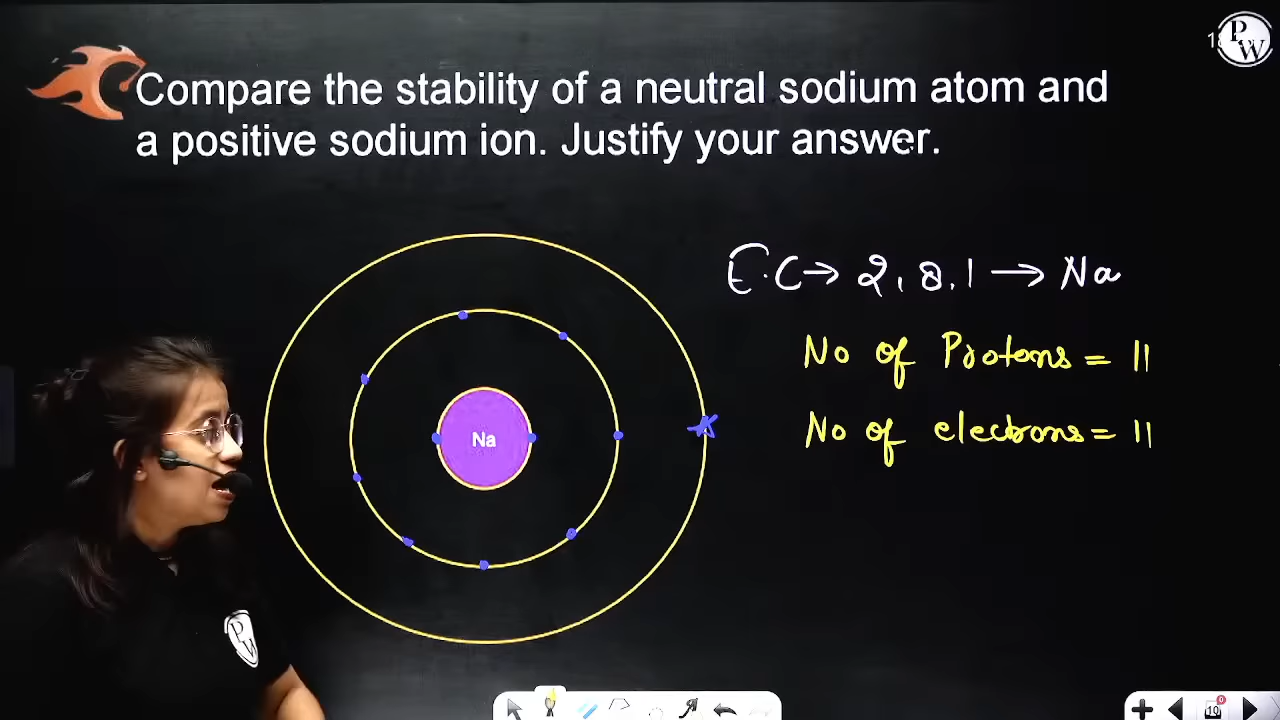 Compare the stability of a neutral sodium atom and
a positive sodium ion. Justify your answer.
E.C→ 2, 8, 1 → Na
No of Protons = 11
No of electrons = 11
Na
P
W
P
W
19